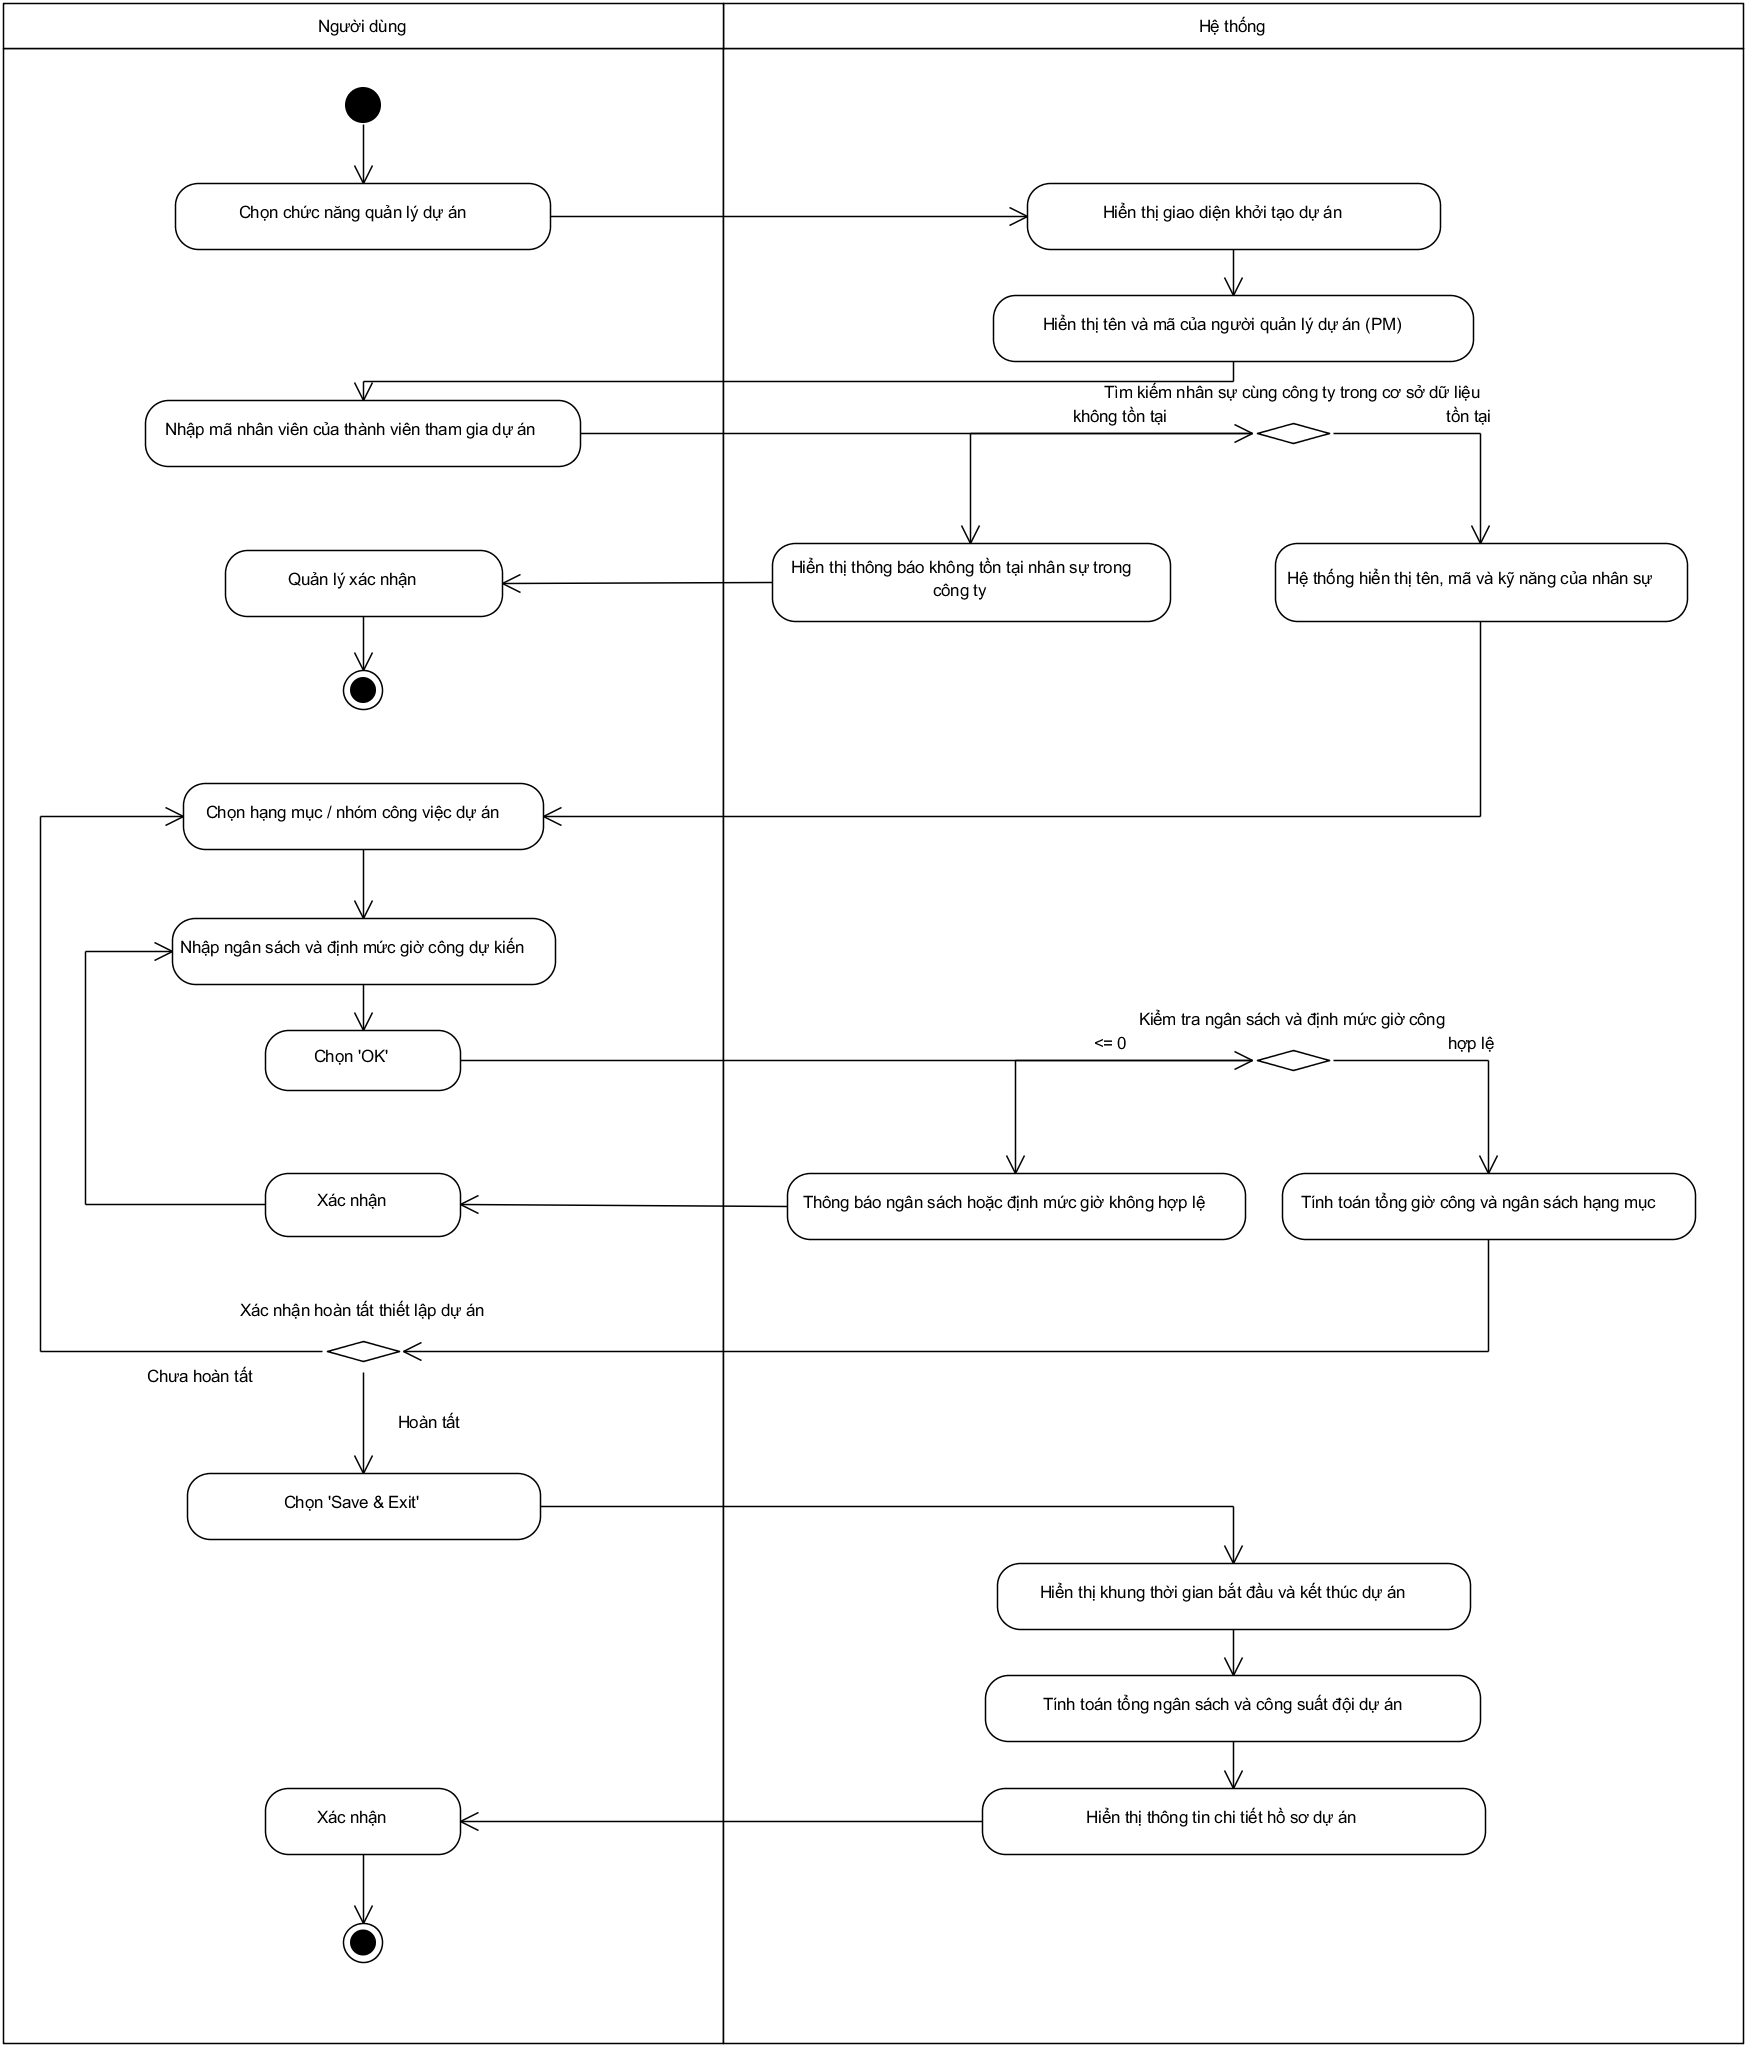 Người dùng
Hệ thống
Chọn chức năng quản lý dự án
Hiển thị giao diện khởi tạo dự án
Hiển thị tên và mã của người quản lý dự án (PM)
Tìm kiếm nhân sự cùng công ty trong cơ sở dữ liệu
không tồn tại
tồn tại
Nhập mã nhân viên của thành viên tham gia dự án
Quản lý xác nhận
Hiển thị thông báo không tồn tại nhân sự trong
công ty
Hệ thống hiển thị tên, mã và kỹ năng của nhân sự
Chọn hạng mục / nhóm công việc dự án
Nhập ngân sách và định mức giờ công dự kiến
Kiểm tra ngân sách và định mức giờ công
<= 0
hợp lệ
Chọn 'OK'
Xác nhận
Thông báo ngân sách hoặc định mức giờ không hợp lệ
Tính toán tổng giờ công và ngân sách hạng mục
Xác nhận hoàn tất thiết lập dự án
Chưa hoàn tất
Hoàn tất
Chọn 'Save & Exit'
Hiển thị khung thời gian bắt đầu và kết thúc dự án
Tính toán tổng ngân sách và công suất đội dự án
Xác nhận
Hiển thị thông tin chi tiết hồ sơ dự án